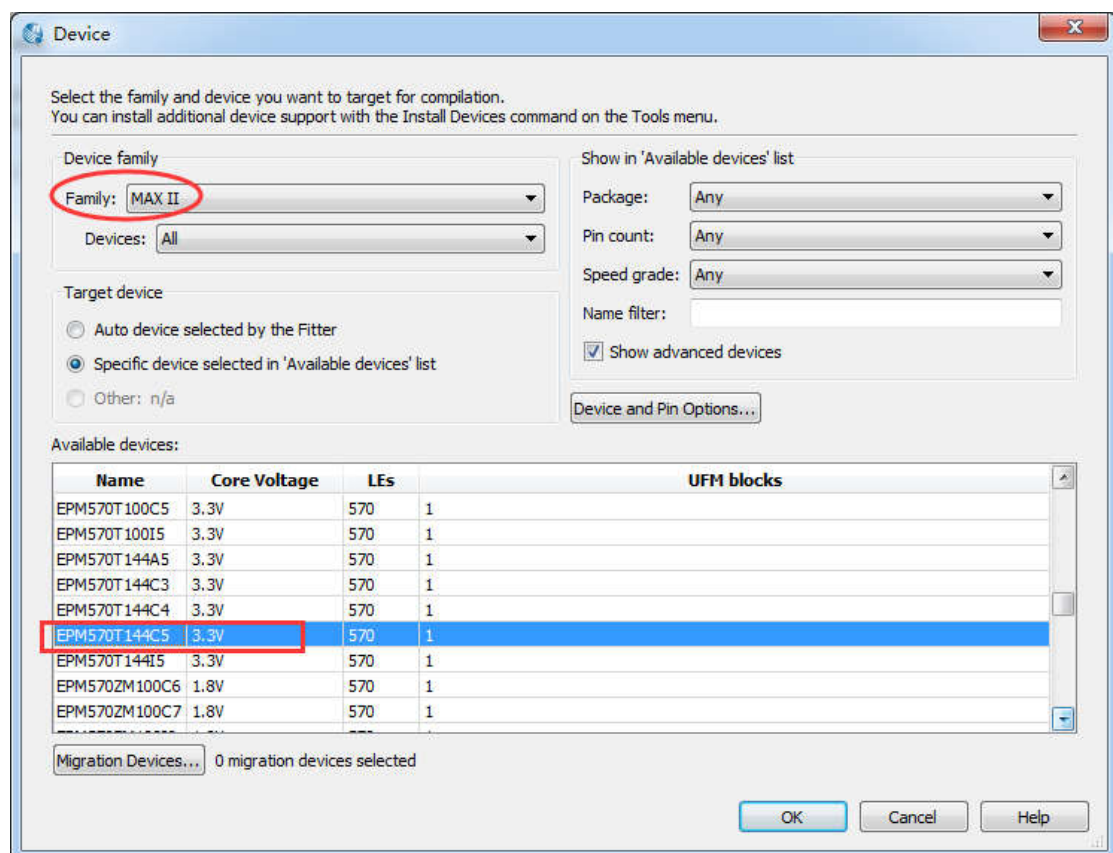 Device
Select the family and device you want to target for compilation.
You can install additional device support with the Install Devices command on the Tools menu.
Device family
Family: MAX II
Devices: All
Target device
Auto device selected by the Fitter
Specific device selected in 'Available devices' list
Other: n/a
Show in 'Available devices' list
Package: Any
Pin count: Any
Speed grade: Any
Name filter:
Show advanced devices
Device and Pin Options...
Available devices:
Name Core Voltage LEs UFM blocks
EPM570T100C5 3.3V 570 1
EPM570T100I5 3.3V 570 1
EPM570T144A5 3.3V 570 1
EPM570T144C3 3.3V 570 1
EPM570T144C4 3.3V 570 1
EPM570T144C5 3.3V 570 1
EPM570T144I5 3.3V 570 1
EPM570ZM100C6 1.8V 570 1
EPM570ZM100C7 1.8V 570 1
Migration Devices... 0 migration devices selected
OK Cancel Help